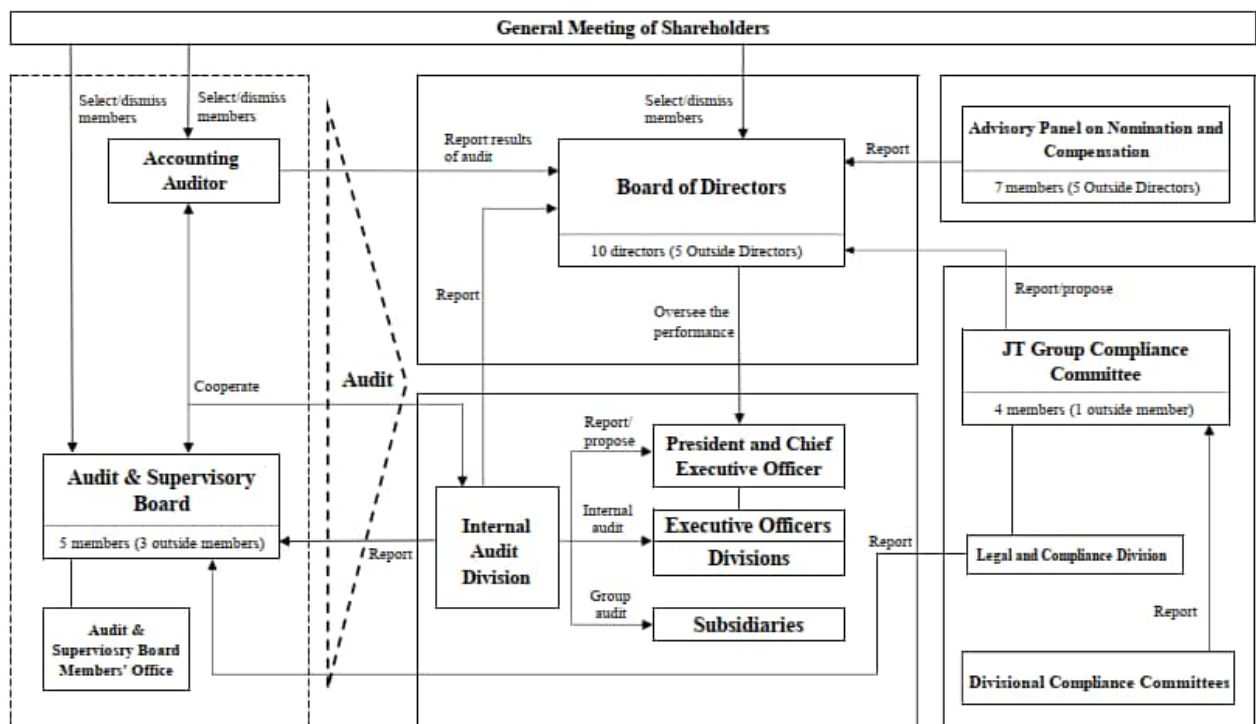 General Meeting of Shareholders
Select/dismiss
members
Select/dismiss
members
Select/dismiss
members
Accounting
Auditor
Report results
of audit
Board of Directors
10 directors (5 Outside Directors)
Report
Advisory Panel on Nomination and
Compensation
7 members (5 Outside Directors)
Report
Oversee the
performance
Report/propose
JT Group Compliance
Committee
4 members (1 outside member)
Cooperate
Audit
Audit & Supervisory
Board
5 members (3 outside members)
Report
Internal
Audit
Division
Report/
propose
President and Chief
Executive Officer
Internal
audit
Executive Officers
Divisions
Group
audit
Subsidiaries
Report
Legal and Compliance Division
Report
Divisional Compliance Committees
Audit &
Superviosry Board
Members' Office